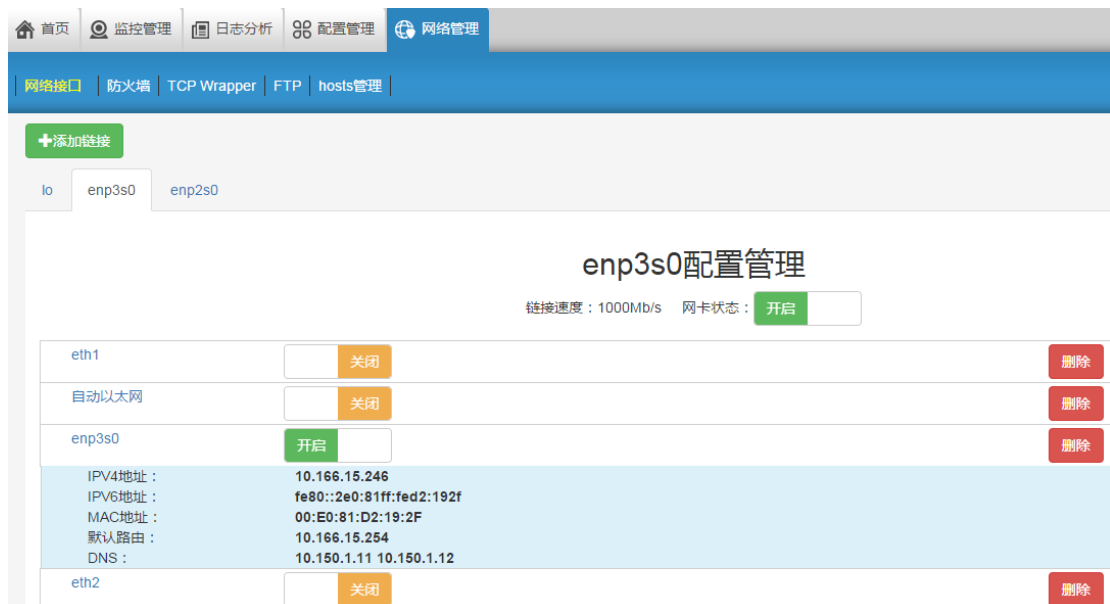 首页 监控管理 日志分析 配置管理 网络管理
网络接口 防火墙 TCP Wrapper FTP hosts管理
添加链接
lo enp3s0 enp2s0
enp3s0配置管理
链接速度：1000Mb/s 网卡状态： 开启
eth1 关闭 删除
自动以太网 关闭 删除
enp3s0 开启 删除
IPV4地址： 10.166.15.246
IPV6地址： fe80::2e0:81ff:fed2:192f
MAC地址： 00:E0:81:D2:19:2F
默认路由： 10.166.15.254
DNS： 10.150.1.11 10.150.1.12
eth2 关闭 删除